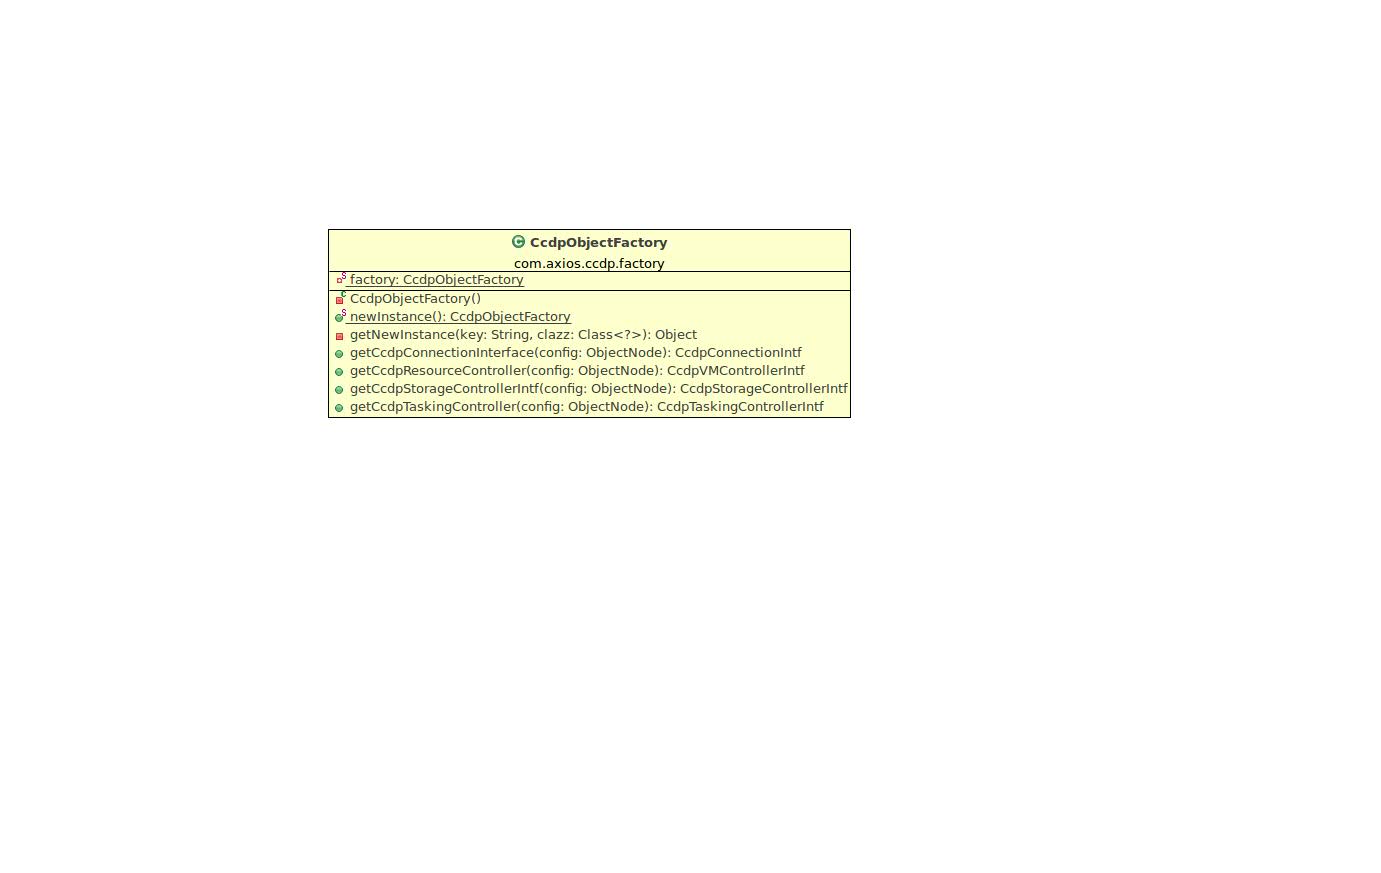 CcdpObjectFactory
com.axios.ccdp.factory
factory: CcdpObjectFactory
CcdpObjectFactory()
newInstance(): CcdpObjectFactory
getNewInstance(key: String, clazz: Class<?>): Object
getCcdpConnectionInterface(config: ObjectNode): CcdpConnectionIntf
getCcdpResourceController(config: ObjectNode): CcdpVMControllerIntf
getCcdpStorageControllerIntf(config: ObjectNode): CcdpStorageControllerIntf
getCcdpTaskingController(config: ObjectNode): CcdpTaskingControllerIntf